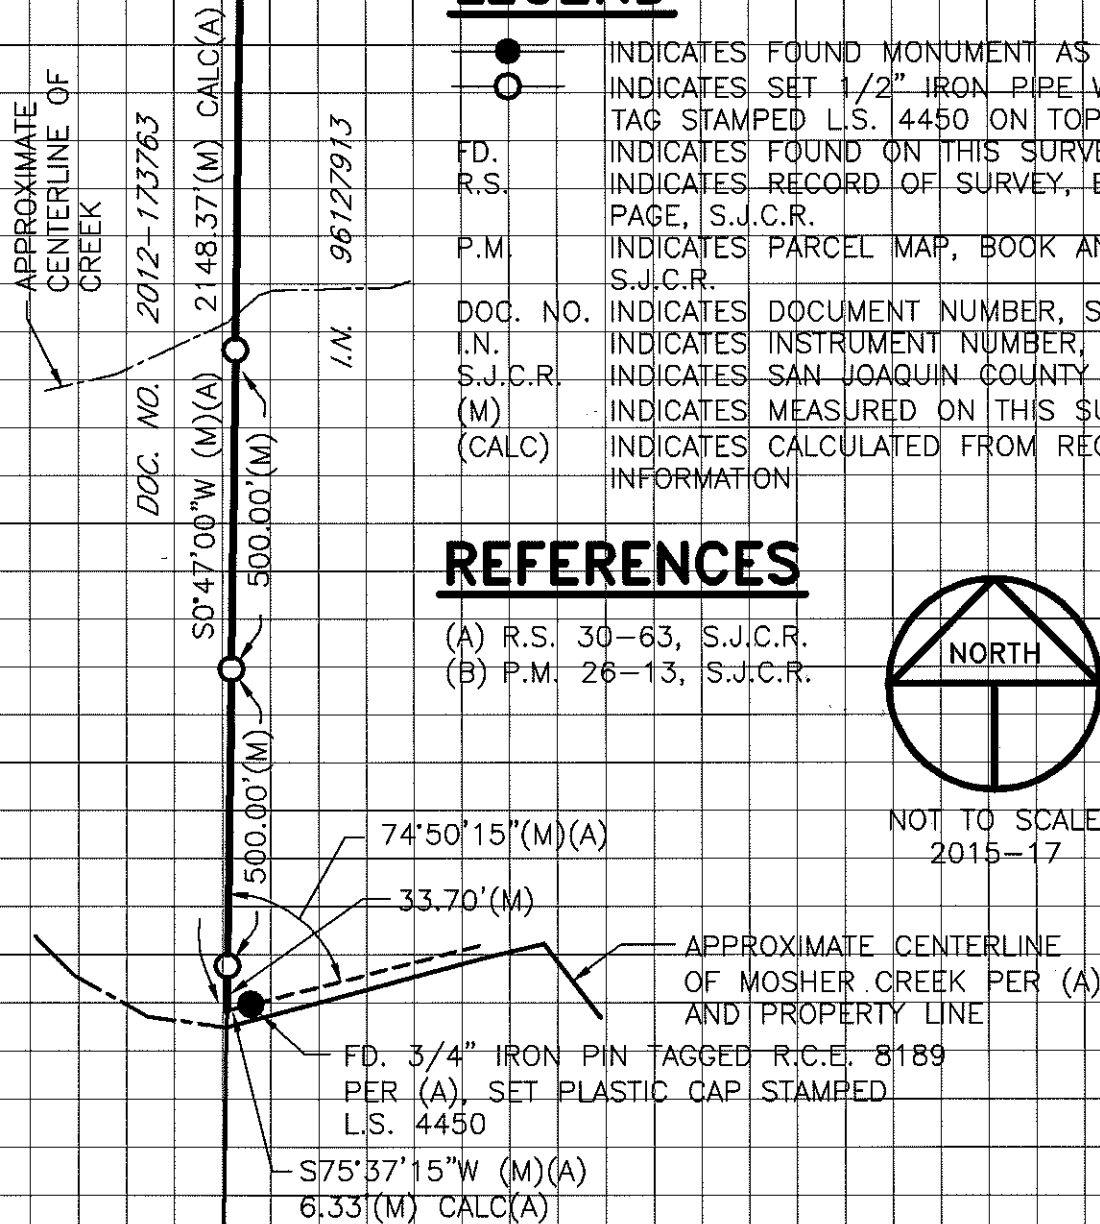 LEGEND
INDICATES FOUND MONUMENT AS
INDICATES SET 1/2" IRON PIPE
TAG STAMPED L.S. 4450 ON TOP
FD. INDICATES FOUND ON THIS
R.S. INDICATES RECORD OF SURVEY,
PAGE, S.J.C.R.
P.M. INDICATES PARCEL MAP, BOOK
S.J.C.R.
DOC. NO. INDICATES DOCUMENT NUMBER,
I.N. INDICATES INSTRUMENT NUMBER,
S.J.C.R. INDICATES SAN JOAQUIN COUNTY
(M) INDICATES MEASURED ON THIS
(CALC) INDICATES CALCULATED FROM
INFORMATION
APPROXIMATE
CENTERLINE OF
CREEK
DOC. NO. 2012-173763
S0°47'00"W (M)(A) 2148.37'(M) CALC(A)
I.N. 96127913
500.00'(M)
500.00'(M)
REFERENCES
(A) R.S. 30-63, S.J.C.R.
(B) P.M. 26-13, S.J.C.R.
NORTH
NOT TO SCALE
2015-17
74°50'15"(M)(A)
33.70'(M)
APPROXIMATE CENTERLINE
OF MOSHER CREEK PER (A)
AND PROPERTY LINE
FD. 3/4" IRON PIN TAGGED R.C.E. 8189
PER (A), SET PLASTIC CAP STAMPED
L.S. 4450
S75°37'15"W (M)(A)
6.33'(M) CALC(A)